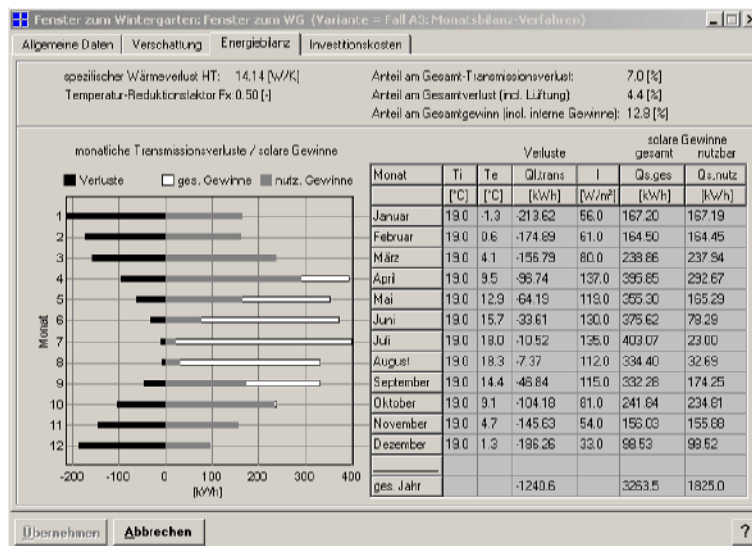 Fenster zum Wintergarten: Fenster zum WG (Variante = Fall A3: Monatsbilanz-Verfahren)
Allgemeine Daten Verschattung Energiebilanz Investitionskosten
spezifischer Wärmeverlust HT: 14.14 [W/K]
Temperatur-Reduktionsfaktor Fx: 0.50 [-]
Anteil am Gesamt-Transmissionsverlust: 7.0 [%]
Anteil am Gesamtverlust (incl. Lüftung): 4.4 [%]
Anteil am Gesamtgewinn (incl. interne Gewinne): 12.8 [%]
monatliche Transmissionsverluste / solare Gewinne
Verluste ges. Gewinne nutz. Gewinne
Monat
1
2
3
4
5
6
7
8
9
10
11
12
-200 -100 0 100 200 300 400
[kWh]
Verluste solare Gewinne
gesamt nutzbar
Monat Ti Te Ql.trans I Qs.ges Qs.nutz
[°C] [°C] [kWh] [W/m²] [kWh] [kWh]
Januar 19.0 -1.3 -213.62 56.0 167.20 167.19
Februar 19.0 0.6 -174.89 61.0 164.50 164.45
März 19.0 4.1 -156.79 80.0 238.86 237.94
April 19.0 9.5 -96.74 137.0 395.85 292.67
Mai 19.0 12.9 -64.19 119.0 355.30 165.29
Juni 19.0 15.7 -33.61 130.0 375.62 78.29
Juli 19.0 18.0 -10.52 135.0 403.07 23.00
August 19.0 18.3 -7.37 112.0 334.40 32.69
September 19.0 14.4 -46.84 115.0 332.28 174.25
Oktober 19.0 9.1 -104.18 81.0 241.84 234.81
November 19.0 4.7 -145.63 54.0 156.03 155.88
Dezember 19.0 1.3 -186.26 33.0 98.53 98.52
ges. Jahr -1240.6 3263.5 1825.0
Übernehmen Abbrechen ?